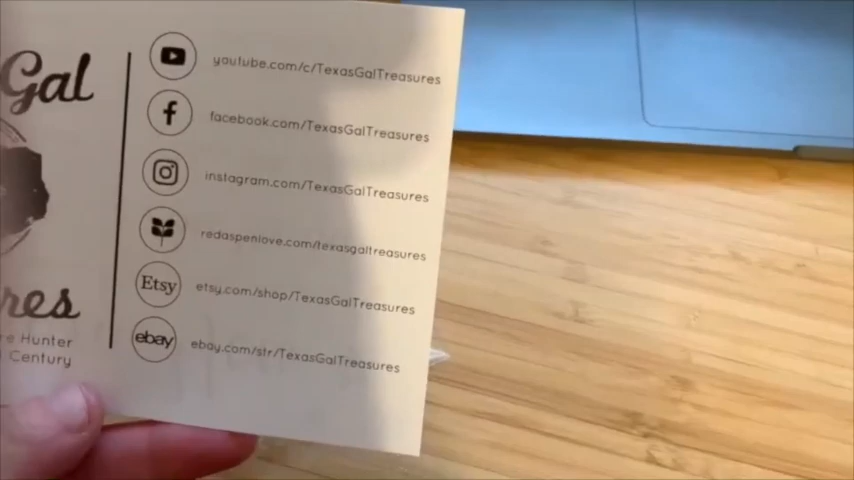 Gal
res
re Hunter
Century
youtube.com/c/TexasGalTreasures
facebook.com/TexasGalTreasures
instagram.com/TexasGalTreasures
redaspenlove.com/texasgaltreasures
Etsy
etsy.com/shop/TexasGalTreasures
ebay
ebay.com/str/TexasGalTreasures